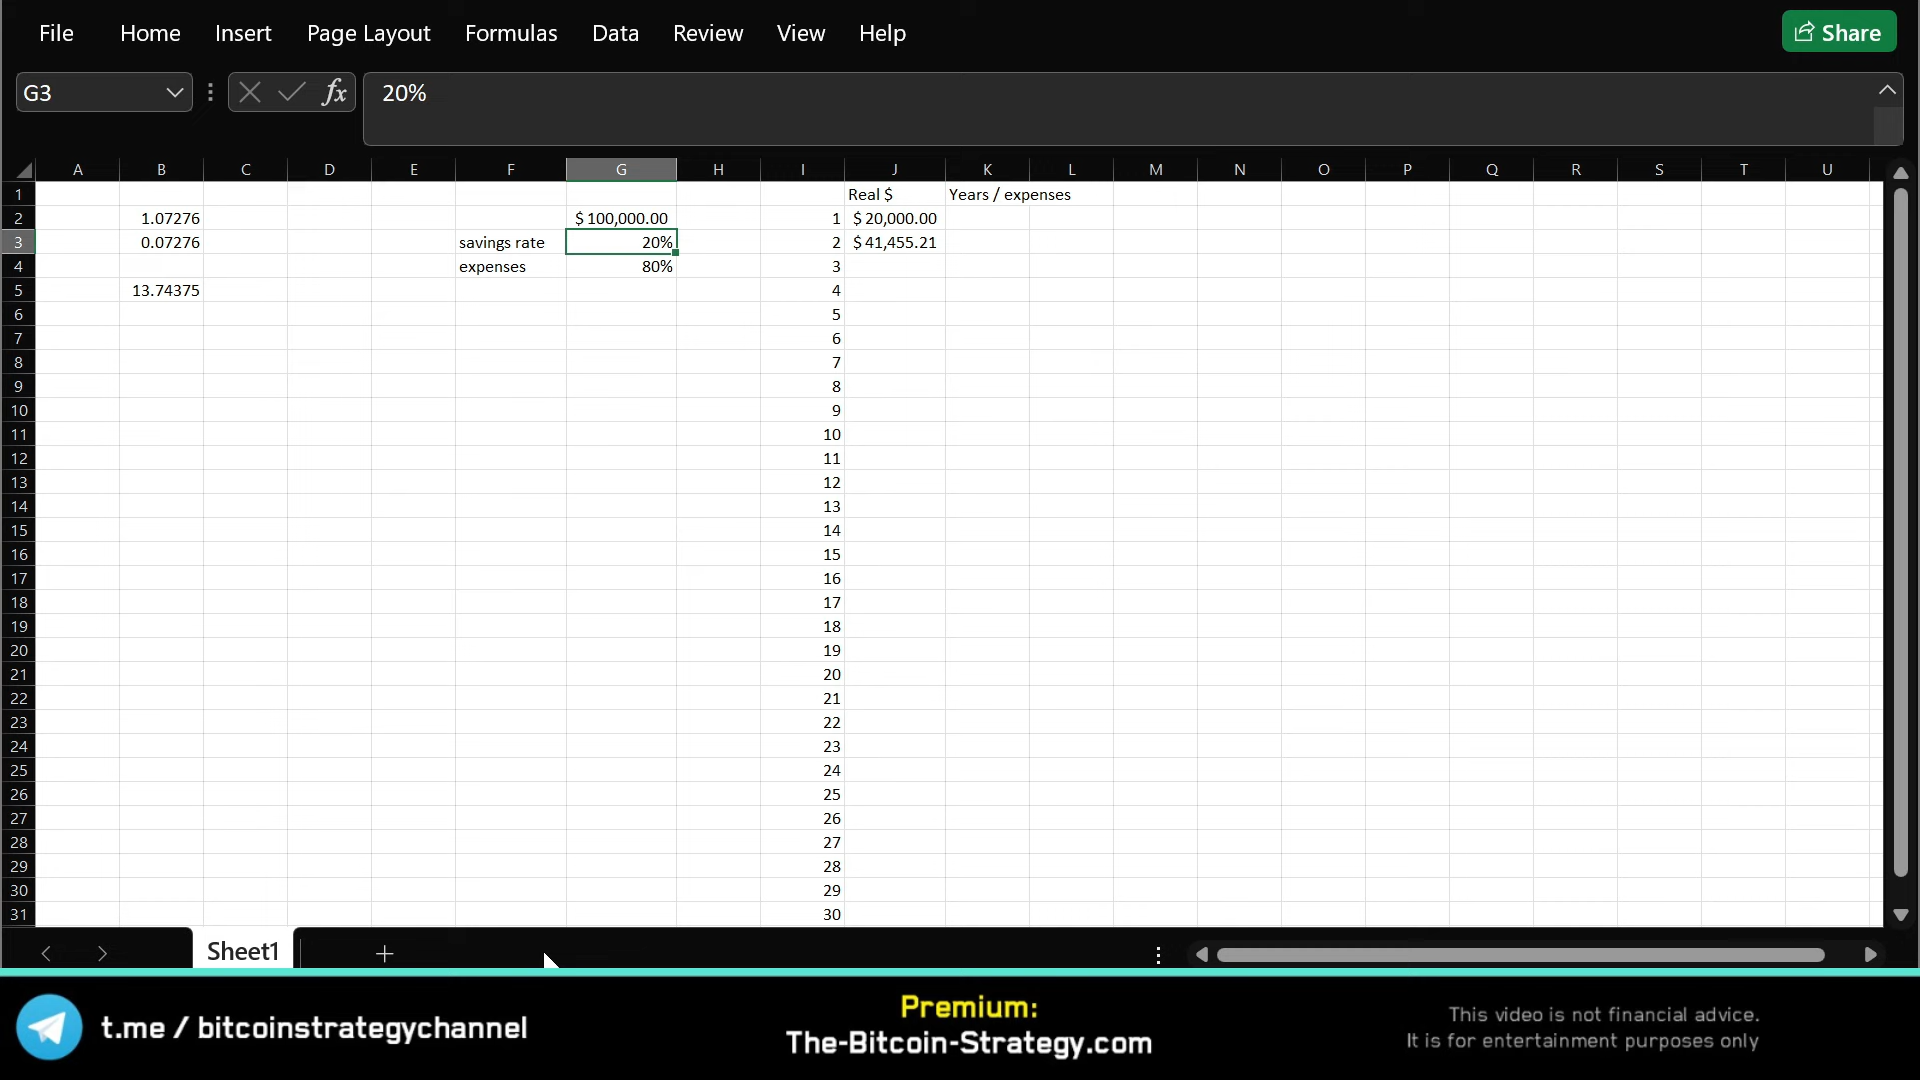 File Home Insert Page Layout Formulas Data Review View Help Share
G3 fx 20%
A B C D E F G H I J K L M N O P Q R S T U
1 Real $ Years / expenses
2 1.07276 $ 100,000.00 1 $ 20,000.00
3 0.07276 savings rate 20% 2 $ 41,455.21
4 expenses 80% 3
5 13.74375 4
6 5
7 6
8 7
9 8
10 9
11 10
12 11
13 12
14 13
15 14
16 15
17 16
18 17
19 18
20 19
21 20
22 21
23 22
24 23
25 24
26 25
27 26
28 27
29 28
30 29
31 30
Sheet1
t.me / bitcoinstrategychannel
Premium:
The-Bitcoin-Strategy.com
This video is not financial advice.
It is for entertainment purposes only